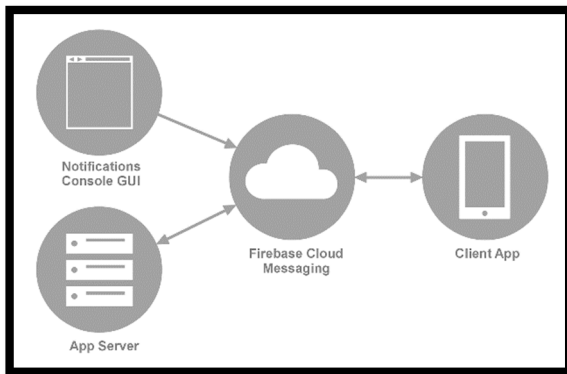 Notifications
Console GUI
Firebase Cloud
Messaging
Client App
App Server